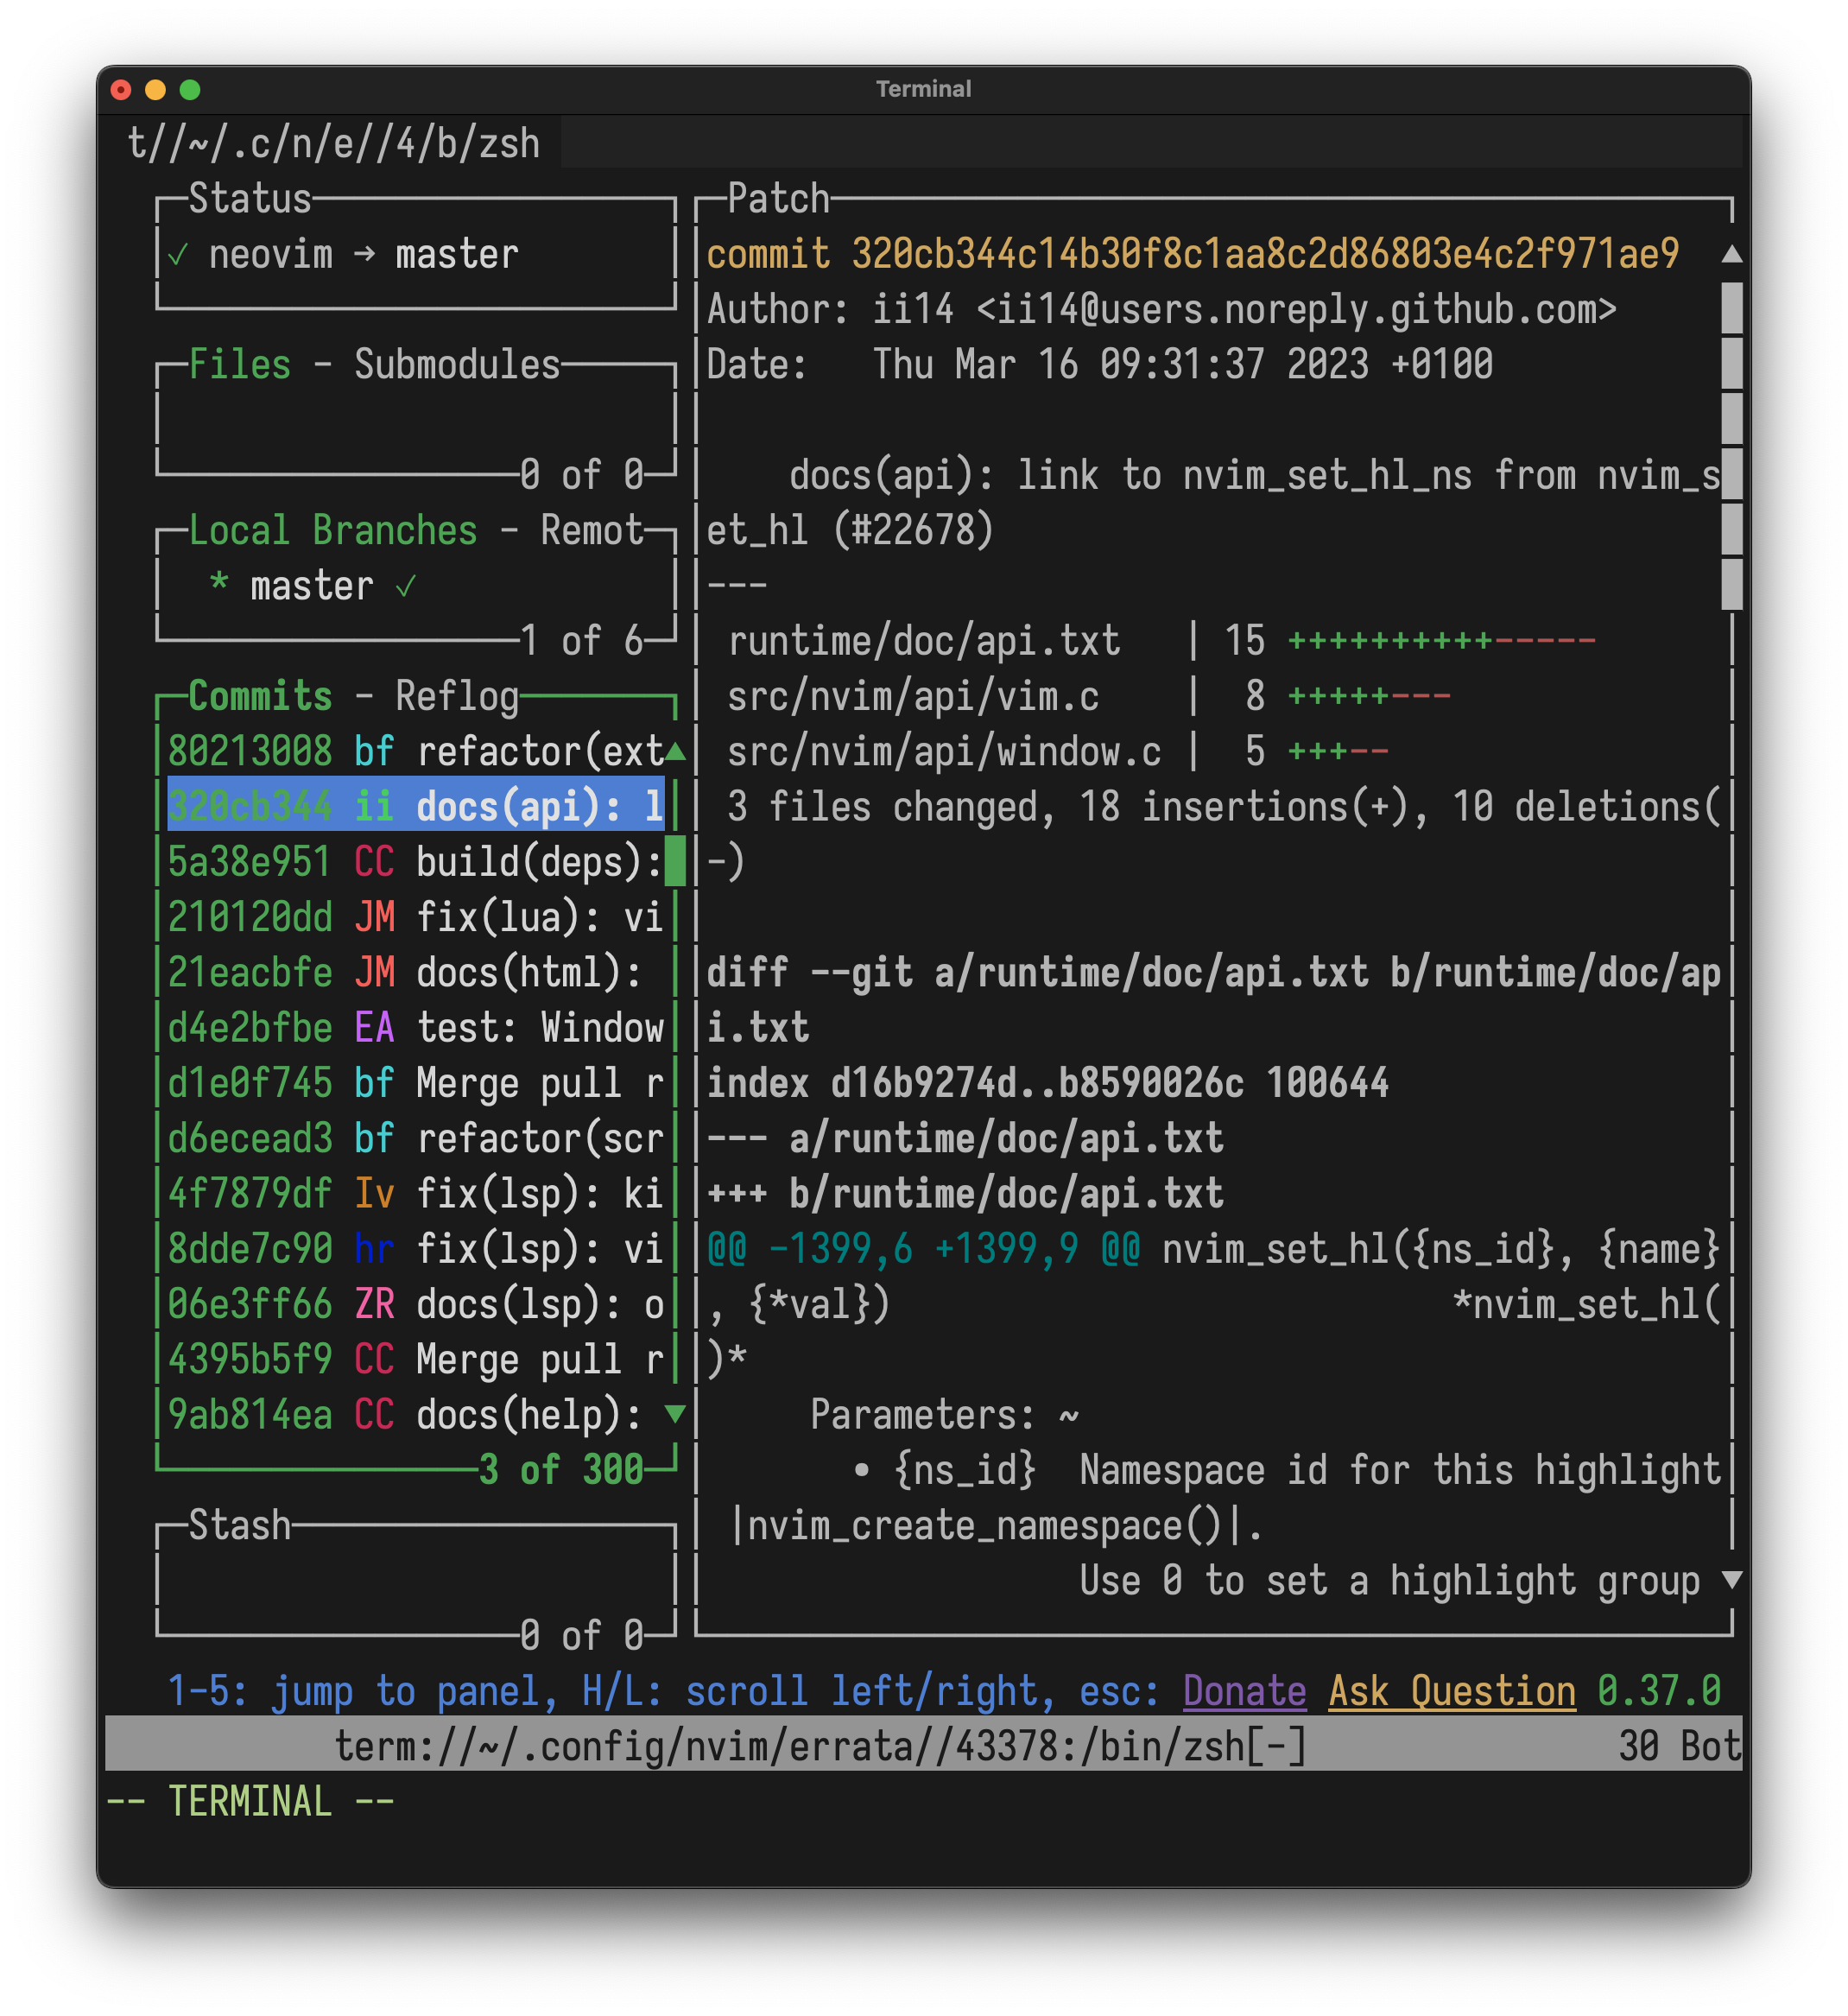 Terminal
t//~/.c/n/e//4/b/zsh
Status
✓ neovim → master
Files - Submodules
0 of 0
Local Branches - Remot
* master ✓
1 of 6
Commits - Reflog
80213008 bf refactor(ext
320cb344 ii docs(api): l
5a38e951 CC build(deps):
210120dd JM fix(lua): vi
21eacbfe JM docs(html):
d4e2bfbe EA test: Window
d1e0f745 bf Merge pull r
d6ecead3 bf refactor(scr
4f7879df Iv fix(lsp): ki
8dde7c90 hr fix(lsp): vi
06e3ff66 ZR docs(lsp): o
4395b5f9 CC Merge pull r
9ab814ea CC docs(help):
3 of 300
Stash
0 of 0
Patch
commit 320cb344c14b30f8c1aa8c2d86803e4c2f971ae9
Author: ii14 <ii14@users.noreply.github.com>
Date:   Thu Mar 16 09:31:37 2023 +0100
    docs(api): link to nvim_set_hl_ns from nvim_s
et_hl (#22678)
---
 runtime/doc/api.txt   | 15 ++++++++++-----
 src/nvim/api/vim.c    |  8 +++++---
 src/nvim/api/window.c |  5 +++--
 3 files changed, 18 insertions(+), 10 deletions(
-)
diff --git a/runtime/doc/api.txt b/runtime/doc/ap
i.txt
index d16b9274d..b8590026c 100644
--- a/runtime/doc/api.txt
+++ b/runtime/doc/api.txt
@@ -1399,6 +1399,9 @@ nvim_set_hl({ns_id}, {name}
, {*val})                           *nvim_set_hl(
)*
     Parameters: ~
       • {ns_id}  Namespace id for this highlight
 |nvim_create_namespace()|.
                  Use 0 to set a highlight group
1-5: jump to panel, H/L: scroll left/right, esc: Donate Ask Question 0.37.0
term://~/.config/nvim/errata//43378:/bin/zsh[-] 30 Bot
-- TERMINAL --